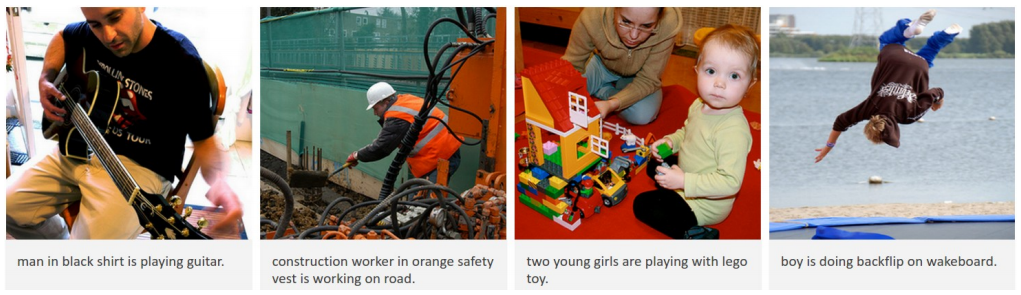 man in black shirt is playing guitar.
construction worker in orange safety
vest is working on road.
two young girls are playing with lego
toy.
boy is doing backflip on wakeboard.